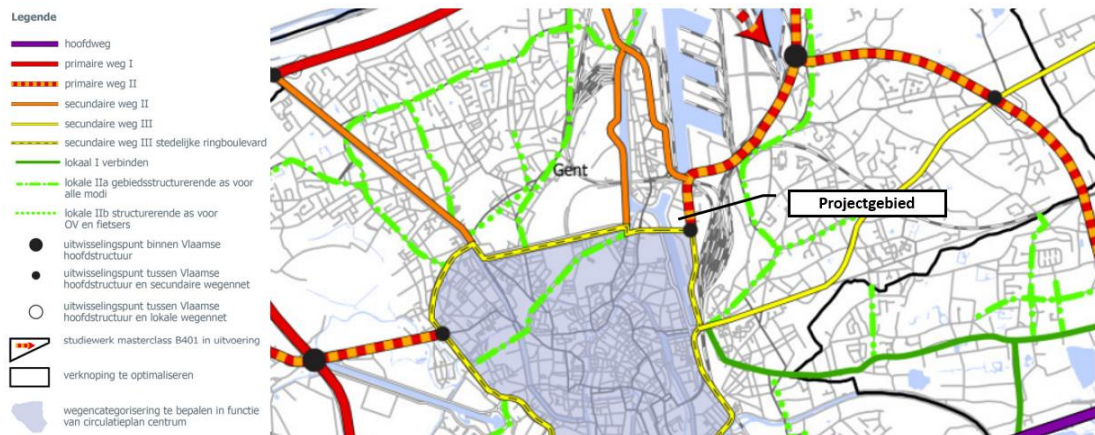 Legende
hoofdweg
primaire weg I
primaire weg II
secundaire weg II
secundaire weg III
secundaire weg III stedelijke ringboulevard
lokaal I verbinden
lokale IIa gebiedsstructurerende as voor
alle modi
lokale IIb structurerende as voor
OV en fietsers
uitwisselingspunt binnen Vlaamse
hoofdstructuur
uitwisselingspunt tussen Vlaamse
hoofdstructuur en secundaire wegennet
uitwisselingspunt tussen Vlaamse
hoofdstructuur en lokale wegennet
studiewerk masterclass B401 in uitvoering
verknoping te optimaliseren
wegencategorisering te bepalen in functie
van circulatieplan centrum
Gent
Projectgebied